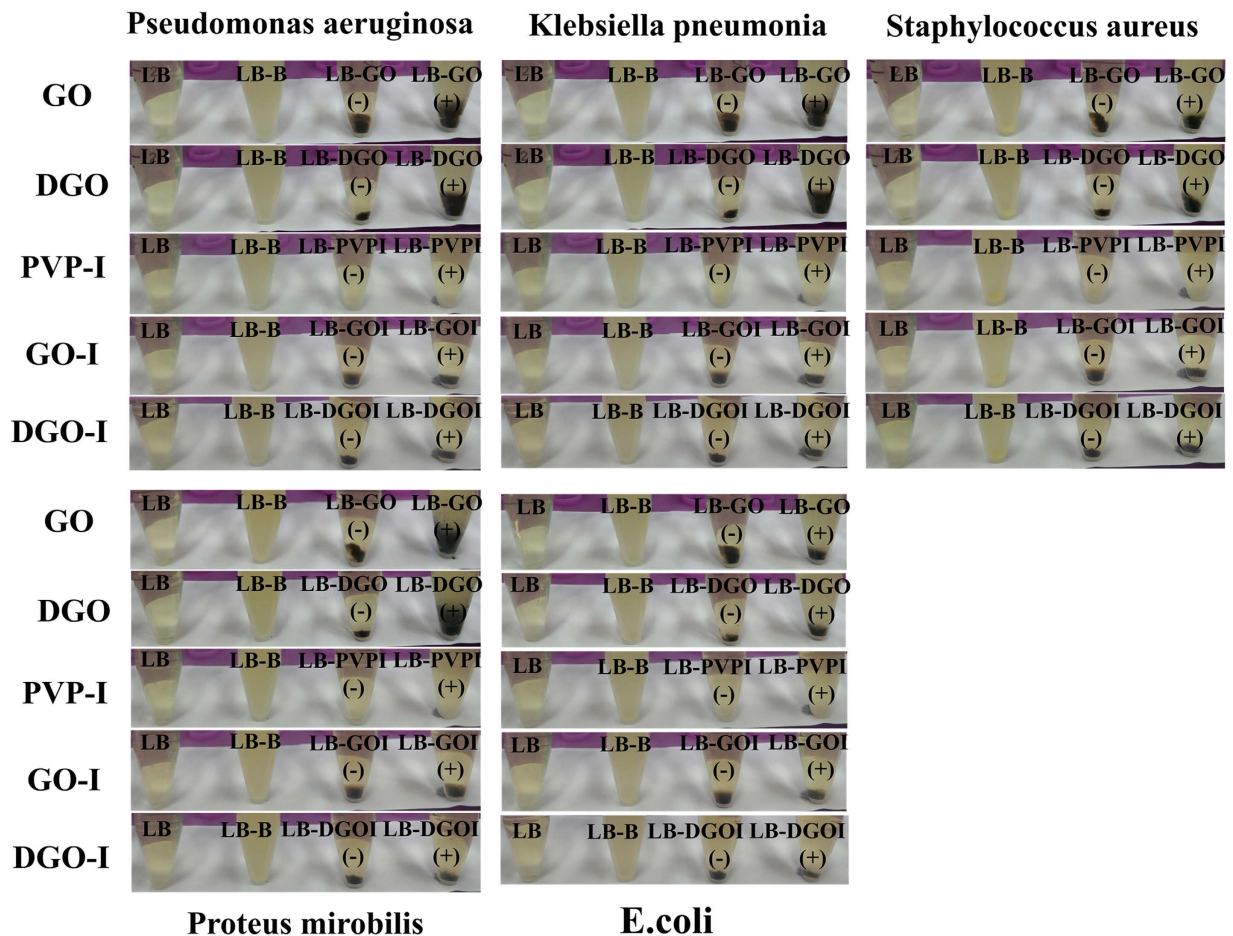 Pseudomonas aeruginosa Klebsiella pneumonia Staphylococcus aureus
GO LB LB-B LB-GO (-) LB-GO (+) LB LB-B LB-GO (-) LB-GO (+) LB LB-B LB-GO (-) LB-GO (+)
DGO LB LB-B LB-DGO (-) LB-DGO (+) LB LB-B LB-DGO (-) LB-DGO (+) LB LB-B LB-DGO (-) LB-DGO (+)
PVP-I LB LB-B LB-PVPI (-) LB-PVPI (+) LB LB-B LB-PVPI (-) LB-PVPI (+) LB LB-B LB-PVPI (-) LB-PVPI (+)
GO-I LB LB-B LB-GOI (-) LB-GOI (+) LB LB-B LB-GOI (-) LB-GOI (+) LB LB-B LB-GOI (-) LB-GOI (+)
DGO-I LB LB-B LB-DGOI (-) LB-DGOI (+) LB LB-B LB-DGOI (-) LB-DGOI (+) LB LB-B LB-DGOI (-) LB-DGOI (+)
GO LB LB-B LB-GO (-) LB-GO (+) LB LB-B LB-GO (-) LB-GO (+)
DGO LB LB-B LB-DGO (-) LB-DGO (+) LB LB-B LB-DGO (-) LB-DGO (+)
PVP-I LB LB-B LB-PVPI (-) LB-PVPI (+) LB LB-B LB-PVPI (-) LB-PVPI (+)
GO-I LB LB-B LB-GOI (-) LB-GOI (+) LB LB-B LB-GOI (-) LB-GOI (+)
DGO-I LB LB-B LB-DGOI (-) LB-DGOI (+) LB LB-B LB-DGOI (-) LB-DGOI (+)
Proteus mirobilis E.coli